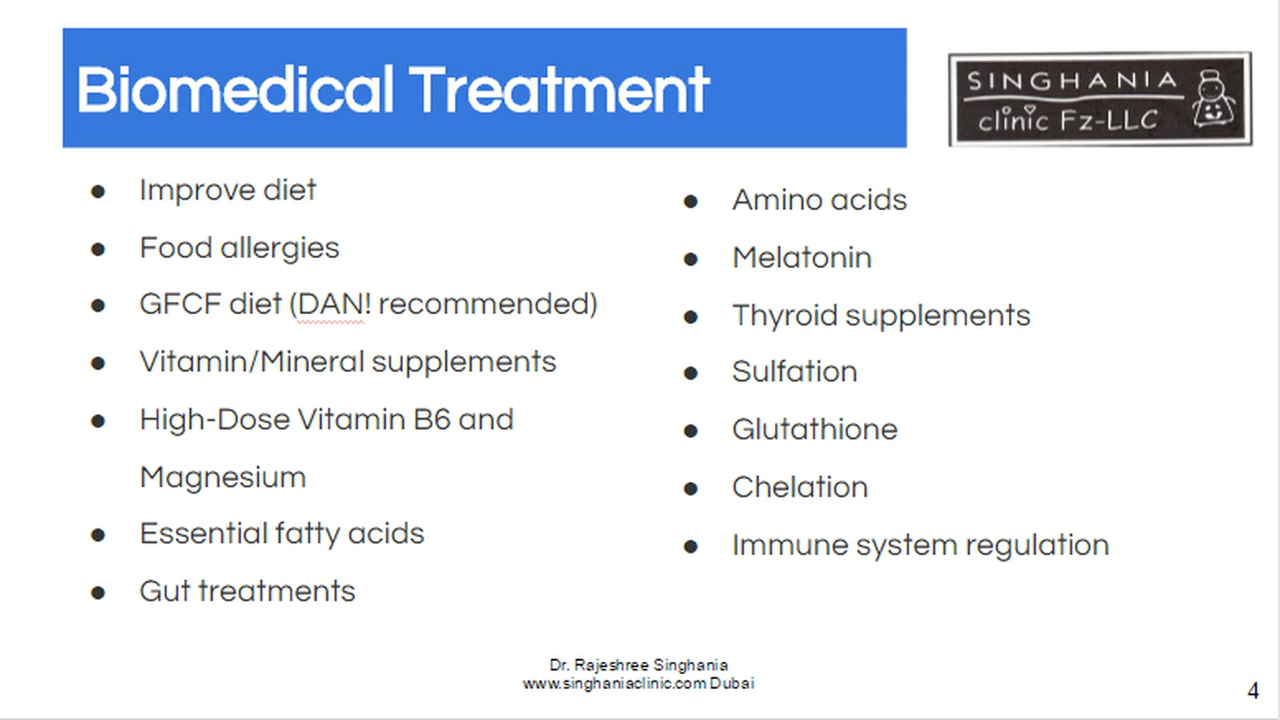 Biomedical Treatment
SINGHANIA
clinic Fz-LLC
● Improve diet
● Food allergies
● GFCF diet (DAN! recommended)
● Vitamin/Mineral supplements
● High-Dose Vitamin B6 and
Magnesium
● Essential fatty acids
● Gut treatments
● Amino acids
● Melatonin
● Thyroid supplements
● Sulfation
● Glutathione
● Chelation
● Immune system regulation
Dr. Rajeshree Singhania
www.singhaniaclinic.com Dubai
4